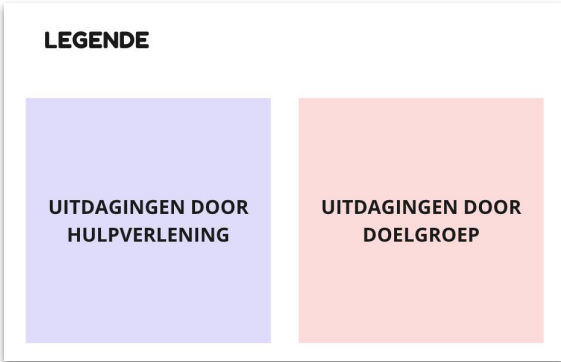 LEGENDE
UITDAGINGEN DOOR
HULPVERLENING
UITDAGINGEN DOOR
DOELGROEP